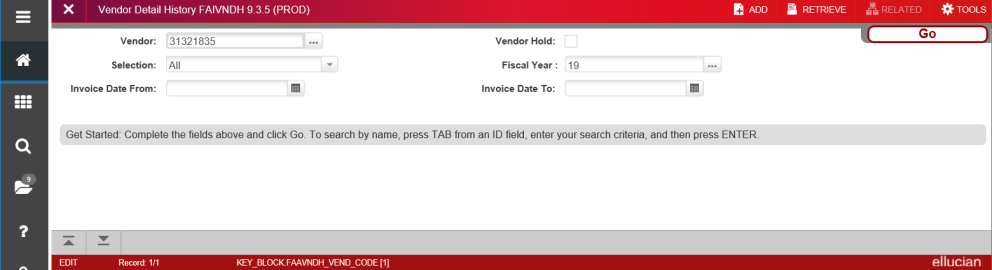 Vendor Detail History FAIVNDH 9.3.5 (PROD)
ADD RETRIEVE RELATED TOOLS
Go
Vendor: 31321835 ... Vendor Hold:
Selection: All Fiscal Year : 19 ...
Invoice Date From: Invoice Date To:
Get Started: Complete the fields above and click Go. To search by name, press TAB from an ID field, enter your search criteria, and then press ENTER.
9
?
EDIT Record: 1/1 KEY_BLOCK.FAAVNDH_VEND_CODE [1] ellucian